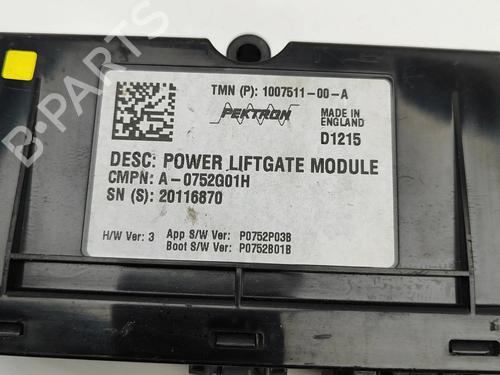 TMN (P): 1007511-00-A
PEKTRON
MADE IN
ENGLAND
D1215
DESC: POWER LIFTGATE MODULE
CMPN: A-0752G01H
SN (S): 20116870
H/W Ver: 3 App S/W Ver: P0752P03B
Boot S/W Ver: P0752B01B
B-PARTS